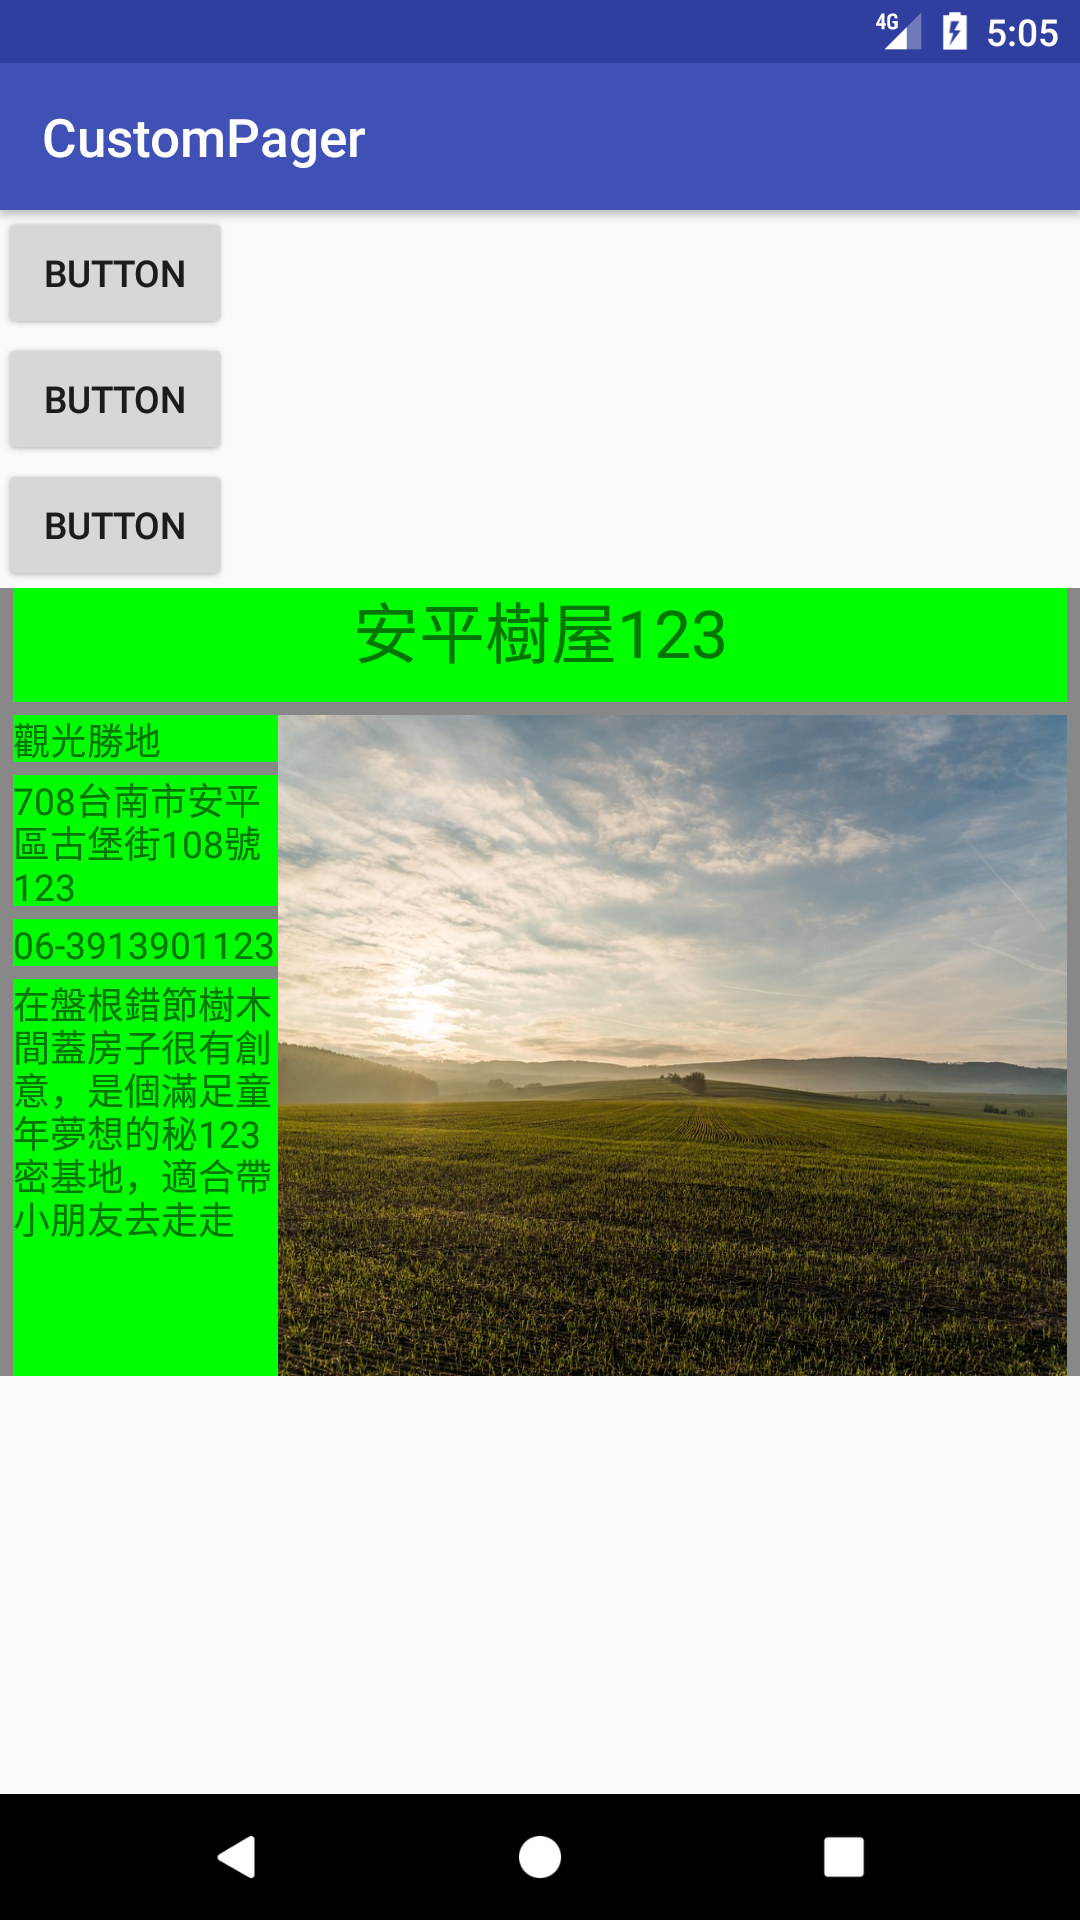 4G 5:05
CustomPager
BUTTON
BUTTON
BUTTON
安平樹屋123
觀光勝地
708台南市安平
區古堡街108號
123
06-3913901123
在盤根錯節樹木
間蓋房子很有創
意，是個滿足童
年夢想的秘123
密基地，適合帶
小朋友去走走